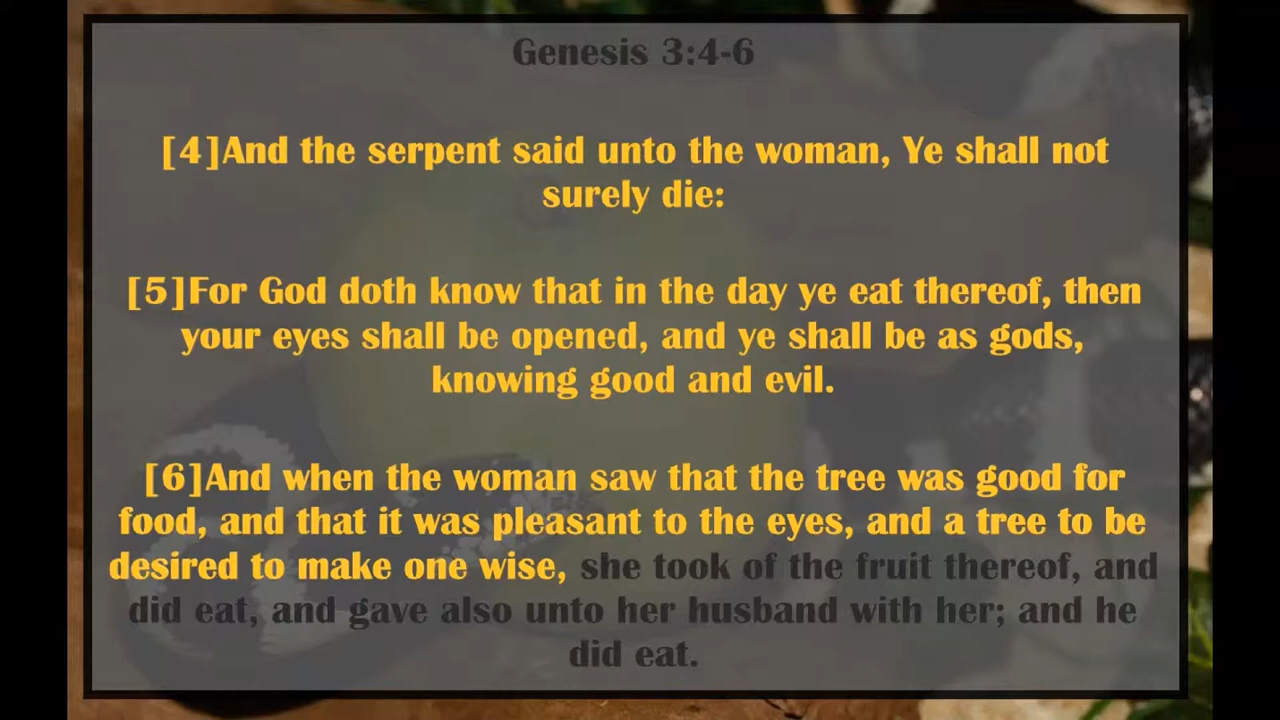 Genesis 3:4-6
[4]And the serpent said unto the woman, Ye shall not
surely die:
[5]For God doth know that in the day ye eat thereof, then
your eyes shall be opened, and ye shall be as gods,
knowing good and evil.
[6]And when the woman saw that the tree was good for
food, and that it was pleasant to the eyes, and a tree to be
desired to make one wise, she took of the fruit thereof, and
did eat, and gave also unto her husband with her; and he
did eat.